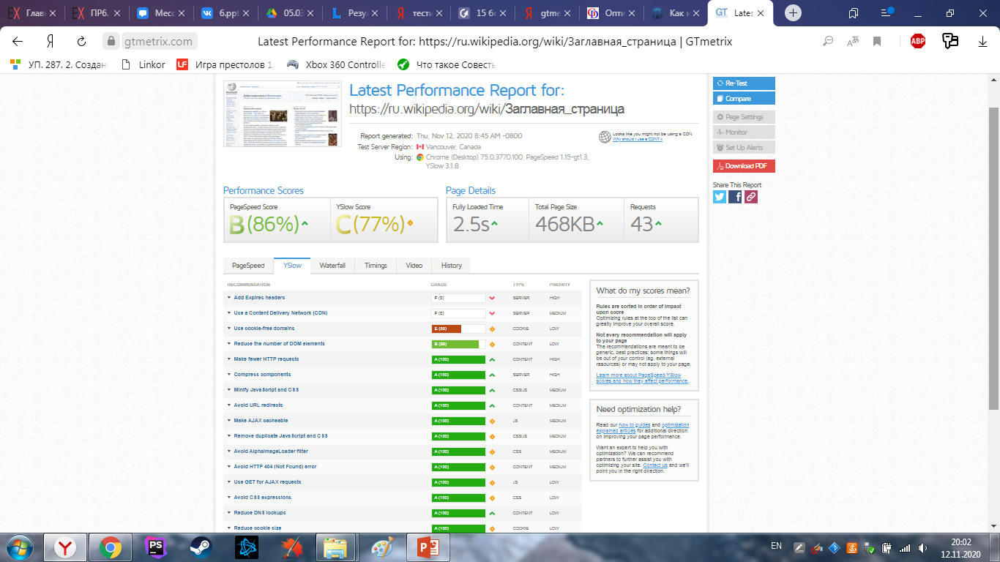 Главн
ПРб.
Мессе
6.ppt
05.03
Резул
тести
15 бе
gtme
Опти
Как и
GT Lates
gtmetrix.com
Latest Performance Report for: https://ru.wikipedia.org/wiki/Заглавная_страница | GTmetrix
ABP
УП. 287. 2. Создан
Linkor
LF Игра престолов 1,
Xbox 360 Controlle
Что такое Совесть
Latest Performance Report for:
https://ru.wikipedia.org/wiki/Заглавная_страница
Report generated: Thu, Nov 12, 2020 8:45 AM -0800
Test Server Region: Vancouver, Canada
Using: Chrome (Desktop) 75.0.3770.100, PageSpeed 1.15-gt1.3,
YSlow 3.1.8
Looks like you might not be using a CDN
Why should I use a CDN? »
Re-Test
Compare
Page Settings
Monitor
Set Up Alerts
Download PDF
Share This Report
Performance Scores
PageSpeed Score
B(86%)
YSlow Score
C(77%)
Page Details
Fully Loaded Time
2.5s
Total Page Size
468KB
Requests
43
PageSpeed
YSlow
Waterfall
Timings
Video
History
RECOMMENDATION GRADE TYPE PRIORITY
Add Expires headers F (0) SERVER HIGH
Use a Content Delivery Network (CDN) F (0) SERVER MEDIUM
Use cookie-free domains E (55) COOKIE LOW
Reduce the number of DOM elements B (89) CONTENT LOW
Make fewer HTTP requests A (100) CONTENT HIGH
Compress components A (100) SERVER HIGH
Minify JavaScript and CSS A (100) CSS/JS MEDIUM
Avoid URL redirects A (100) CONTENT MEDIUM
Make AJAX cacheable A (100) JS MEDIUM
Remove duplicate JavaScript and CSS A (100) CSS/JS MEDIUM
Avoid AlphaImageLoader filter A (100) CSS MEDIUM
Avoid HTTP 404 (Not Found) error A (100) CONTENT MEDIUM
Use GET for AJAX requests A (100) JS LOW
Avoid CSS expressions A (100) CSS LOW
Reduce DNS lookups A (100) CONTENT LOW
Reduce cookie size A (100) COOKIE LOW
What do my scores mean?
Rules are sorted in order of impact
upon score
Optimizing rules at the top of the list can
greatly improve your overall score.
Not every recommendation will apply
to your page
The recommendations are meant to be
generic, best practices; some things will
be out of your control (eg. external
resources) or may not apply to your page.
Learn more about PageSpeed/YSlow
scores and how they affect performance.
Need optimization help?
Read our how to guides and optimization
explained articles for additional direction
on improving your page performance.
Want an expert to help you with
optimization? We can recommend
partners to further assist you with
optimizing your site. Contact us and we'll
point you in the right direction.
PS
EN
20:02
12.11.2020